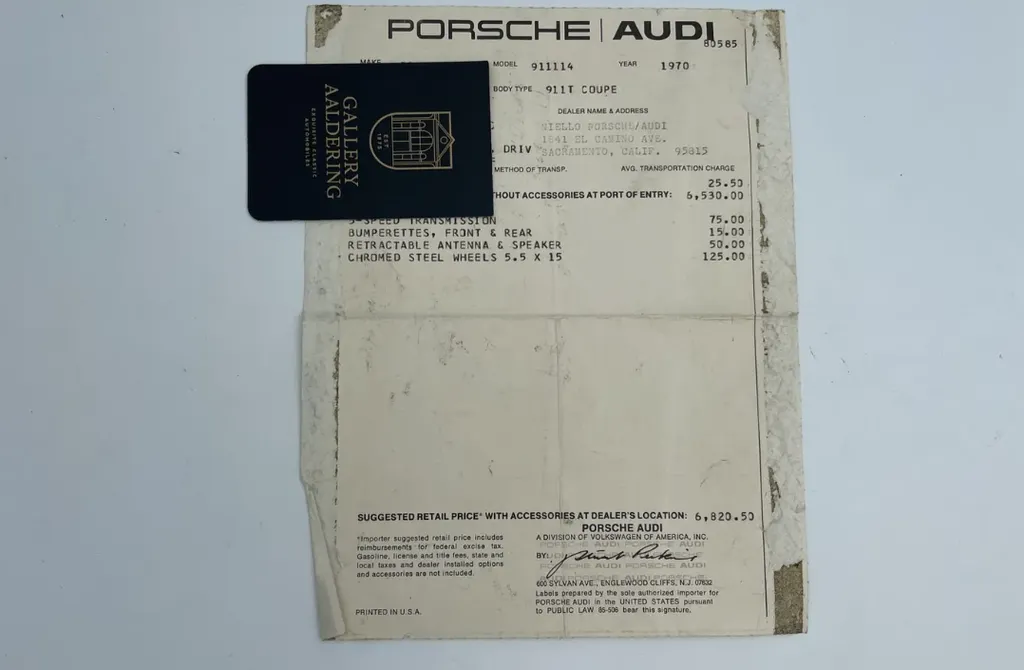 PORSCHE | AUDI
80585
MAKE MODEL 911114 YEAR 1970
BODY TYPE 911T COUPE
DEALER NAME & ADDRESS
NIELLO PORSCHE/AUDI
1841 EL CAMINO AVE.
DRIV SACRAMENTO, CALIF. 95815
METHOD OF TRANSP. AVG. TRANSPORTATION CHARGE
25.50
THOUT ACCESSORIES AT PORT OF ENTRY: 6,530.00
5-SPEED TRANSMISSION 75.00
BUMPERETTES, FRONT & REAR 15.00
RETRACTABLE ANTENNA & SPEAKER 50.00
CHROMED STEEL WHEELS 5.5 X 15 125.00
SUGGESTED RETAIL PRICE* WITH ACCESSORIES AT DEALER'S LOCATION: 6,820.50
PORSCHE AUDI
A DIVISION OF VOLKSWAGEN OF AMERICA, INC.
BY:
600 SYLVAN AVE., ENGLEWOOD CLIFFS, N.J. 07632
Labels prepared by the sole authorized importer for
PORSCHE AUDI in the UNITED STATES pursuant
to PUBLIC LAW 85-506 bear this signature.
*Importer suggested retail price includes
reimbursements for federal excise tax.
Gasoline, license and title fees, state and
local taxes and dealer installed options
and accessories are not included.
PRINTED IN U.S.A.
GALLERY
AALDERING
EXQUISITE CLASSIC
AUTOMOBILES
EST
1975